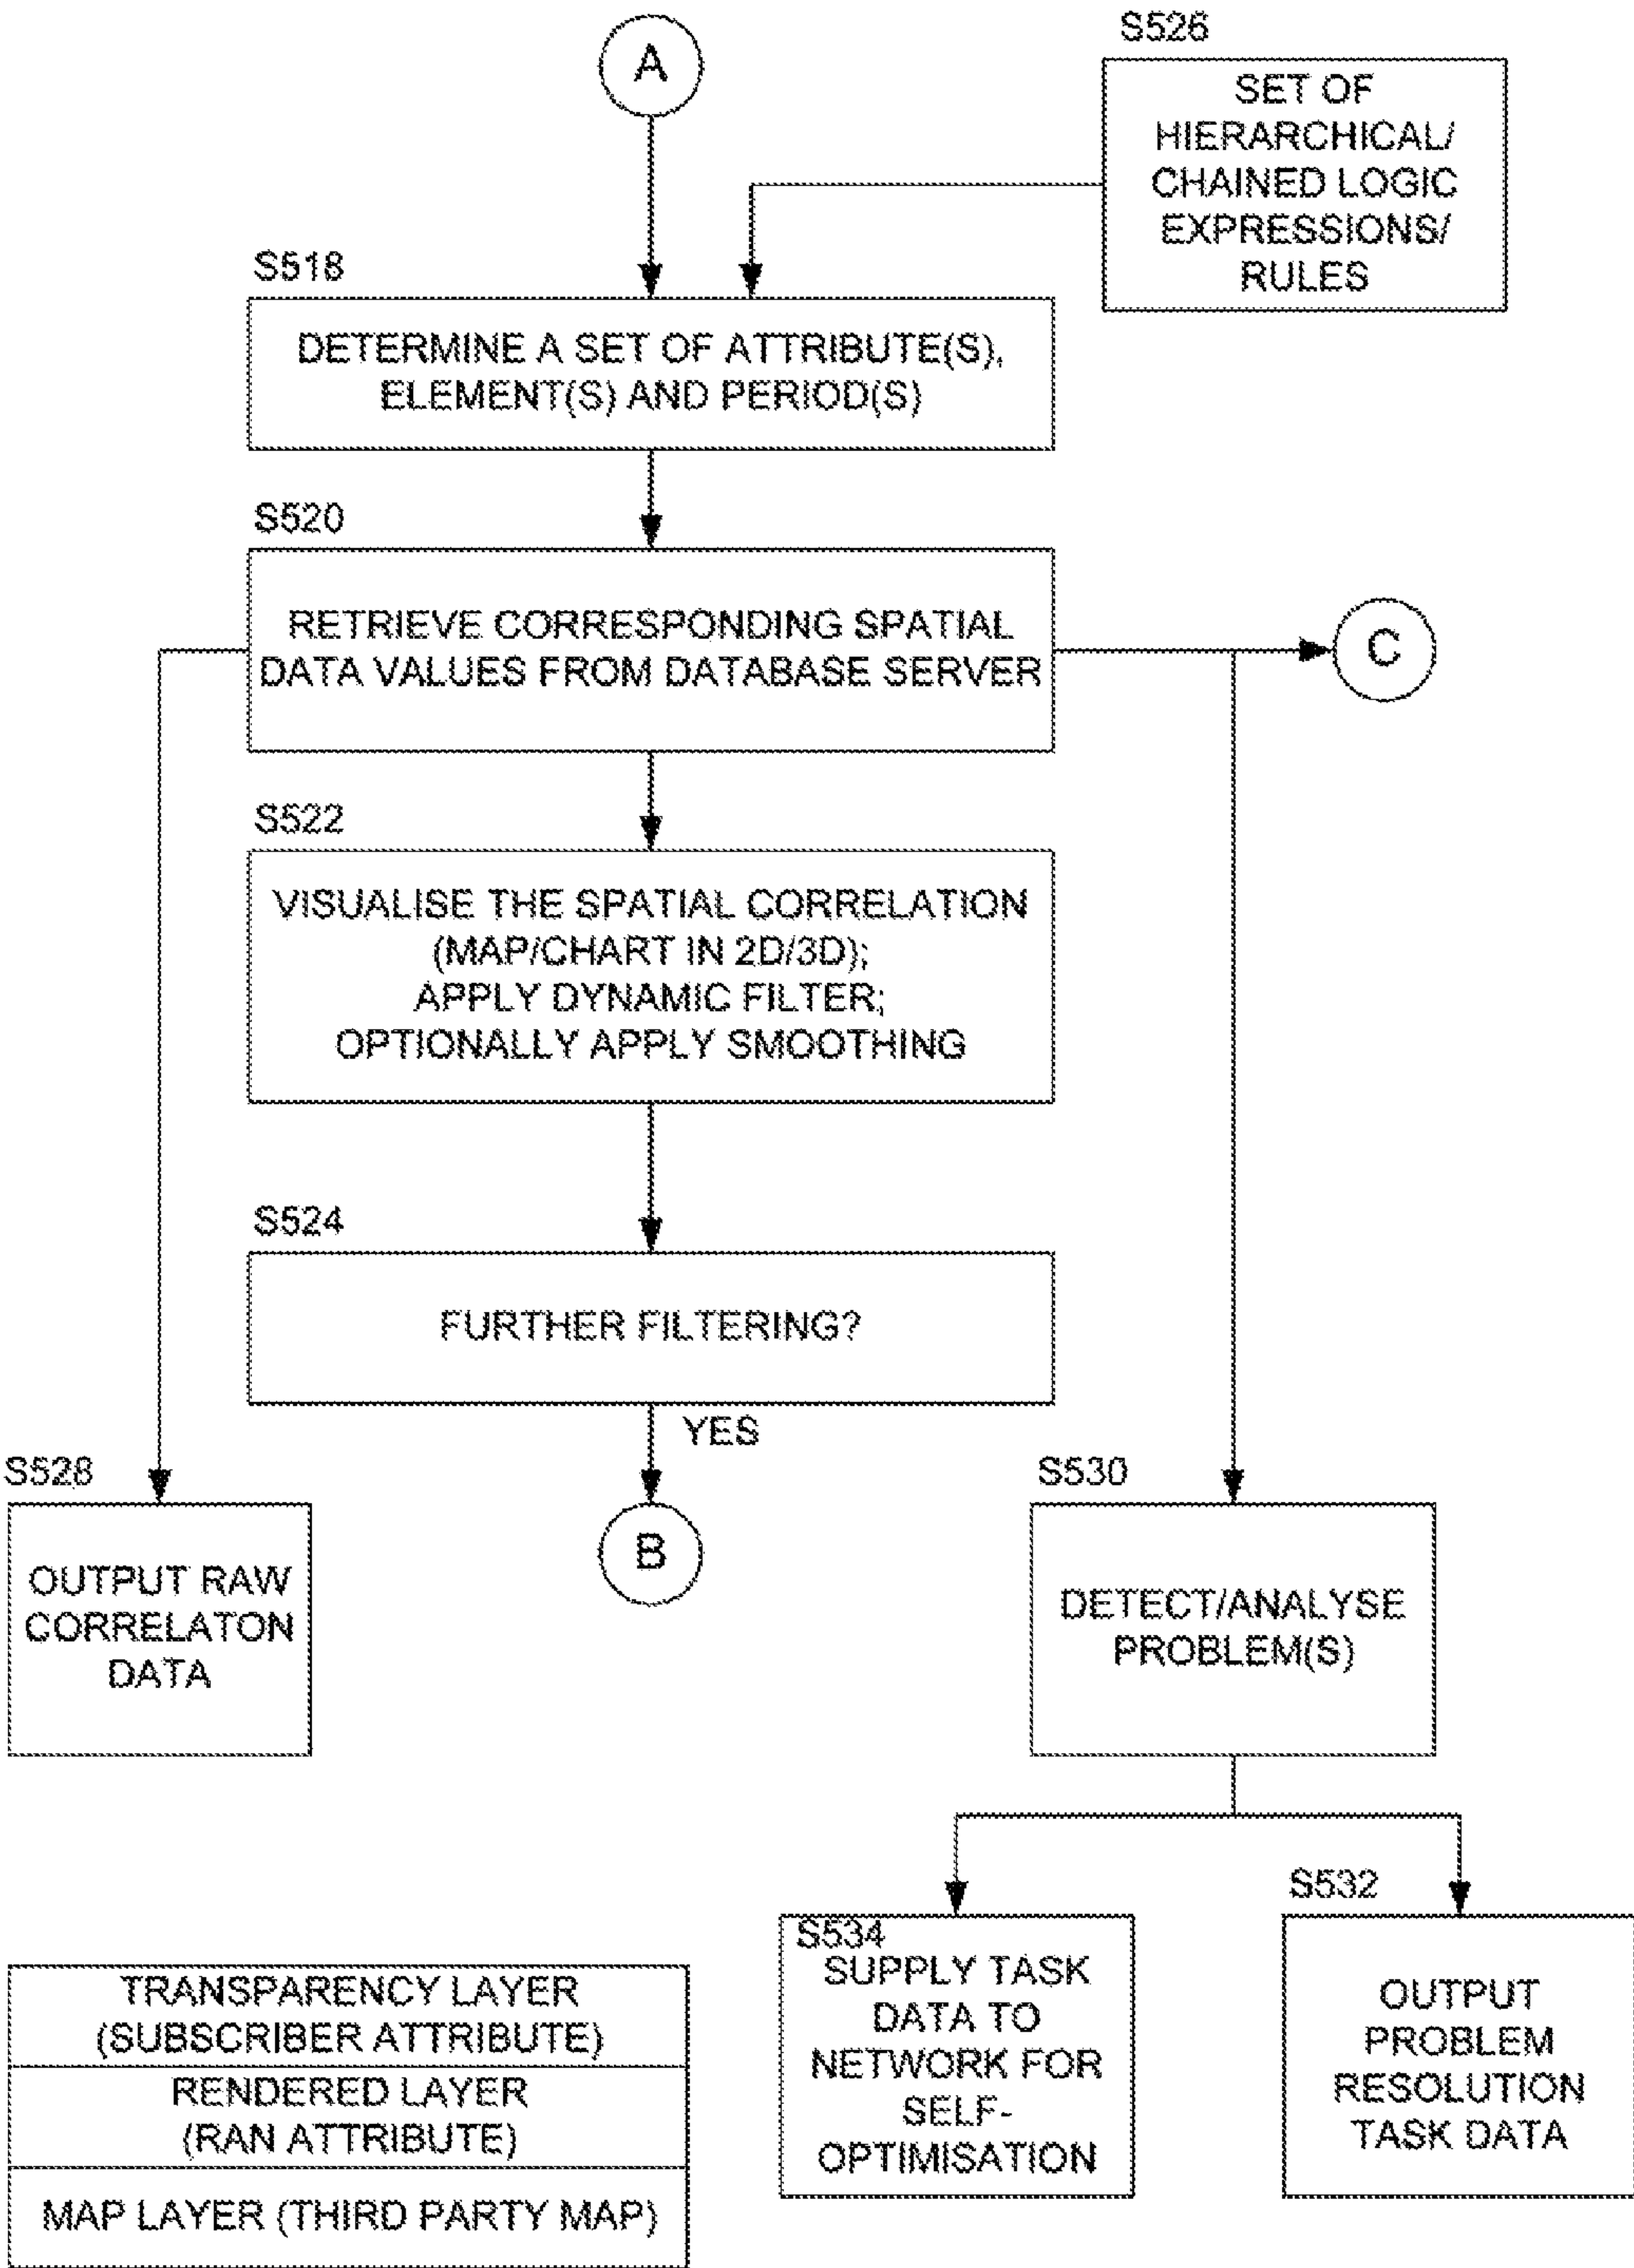 A
S526
SET OF
HIERARCHICAL/
CHAINED LOGIC
EXPRESSIONS/
RULES
S518
DETERMINE A SET OF ATTRIBUTE(S),
ELEMENT(S) AND PERIOD(S)
S520
RETRIEVE CORRESPONDING SPATIAL
DATA VALUES FROM DATABASE SERVER
C
S522
VISUALISE THE SPATIAL CORRELATION
(MAP/CHART IN 2D/3D);
APPLY DYNAMIC FILTER;
OPTIONALLY APPLY SMOOTHING
S524
FURTHER FILTERING?
YES
B
S528
OUTPUT RAW
CORRELATON
DATA
S530
DETECT/ANALYSE
PROBLEM(S)
S534
SUPPLY TASK
DATA TO
NETWORK FOR
SELF-
OPTIMISATION
S532
OUTPUT
PROBLEM
RESOLUTION
TASK DATA
TRANSPARENCY LAYER
(SUBSCRIBER ATTRIBUTE)
RENDERED LAYER
(RAN ATTRIBUTE)
MAP LAYER (THIRD PARTY MAP)